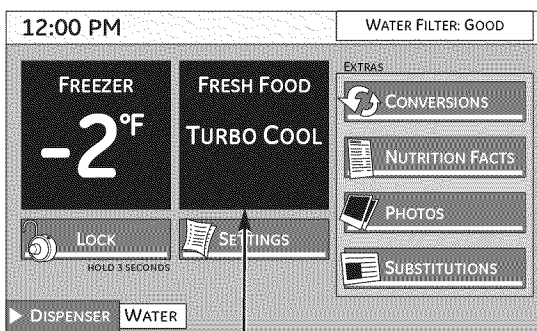 12:00 PM
WATER FILTER: GOOD
FREEZER
-2°F
FRESH FOOD
TURBO COOL
EXTRAS
CONVERSIONS
NUTRITION FACTS
PHOTOS
SUBSTITUTIONS
LOCK
HOLD 3 SECONDS
SETTINGS
DISPENSER WATER